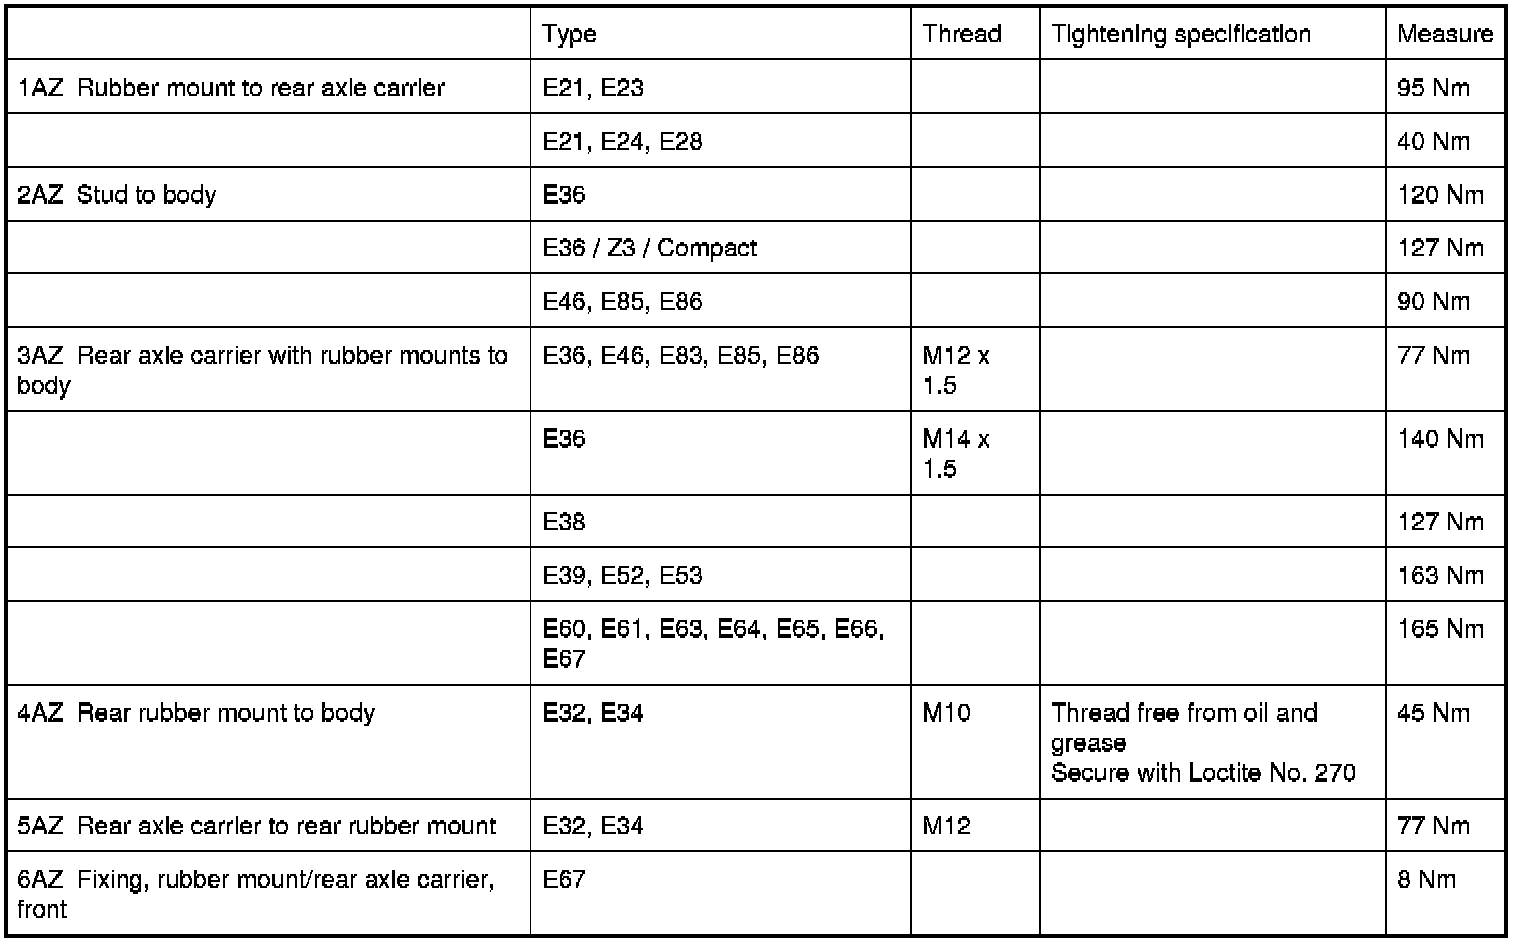 Type Thread Tightening specification Measure
1AZ Rubber mount to rear axle carrier E21, E23 95 Nm
E21, E24, E28 40 Nm
2AZ Stud to body E36 120 Nm
E36 / Z3 / Compact 127 Nm
E46, E85, E86 90 Nm
3AZ Rear axle carrier with rubber mounts to E36, E46, E83, E85, E86 M12 x 77 Nm
body 1.5
E36 M14 x 140 Nm
1.5
E38 127 Nm
E39, E52, E53 163 Nm
E60, E61, E63, E64, E65, E66, 165 Nm
E67
4AZ Rear rubber mount to body E32, E34 M10 Thread free from oil and 45 Nm
grease
Secure with Loctite No. 270
5AZ Rear axle carrier to rear rubber mount E32, E34 M12 77 Nm
6AZ Fixing, rubber mount/rear axle carrier, E67 8 Nm
front